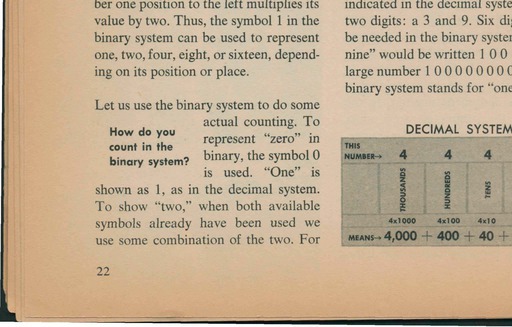 ber one position to the left multiplies its
value by two. Thus, the symbol 1 in the
binary system can be used to represent
one, two, four, eight, or sixteen, depend-
ing on its position or place.
Let us use the binary system to do some
How do you
count in the
binary system?
actual counting. To
represent “zero” in
binary, the symbol 0
is used. “One” is
shown as 1, as in the decimal system.
To show “two,” when both available
symbols already have been used we
use some combination of the two. For
22
indicated in the decimal syste
two digits: a 3 and 9. Six di
be needed in the binary syste
nine” would be written 1 0 0
large number 1 0 0 0 0 0 0 0
binary system stands for “one
DECIMAL SYSTEM
THIS
NUMBER→ 4 4 4
THOUSANDS HUNDREDS TENS
4x1000 4x100 4x10
MEANS→ 4,000 + 400 + 40 +